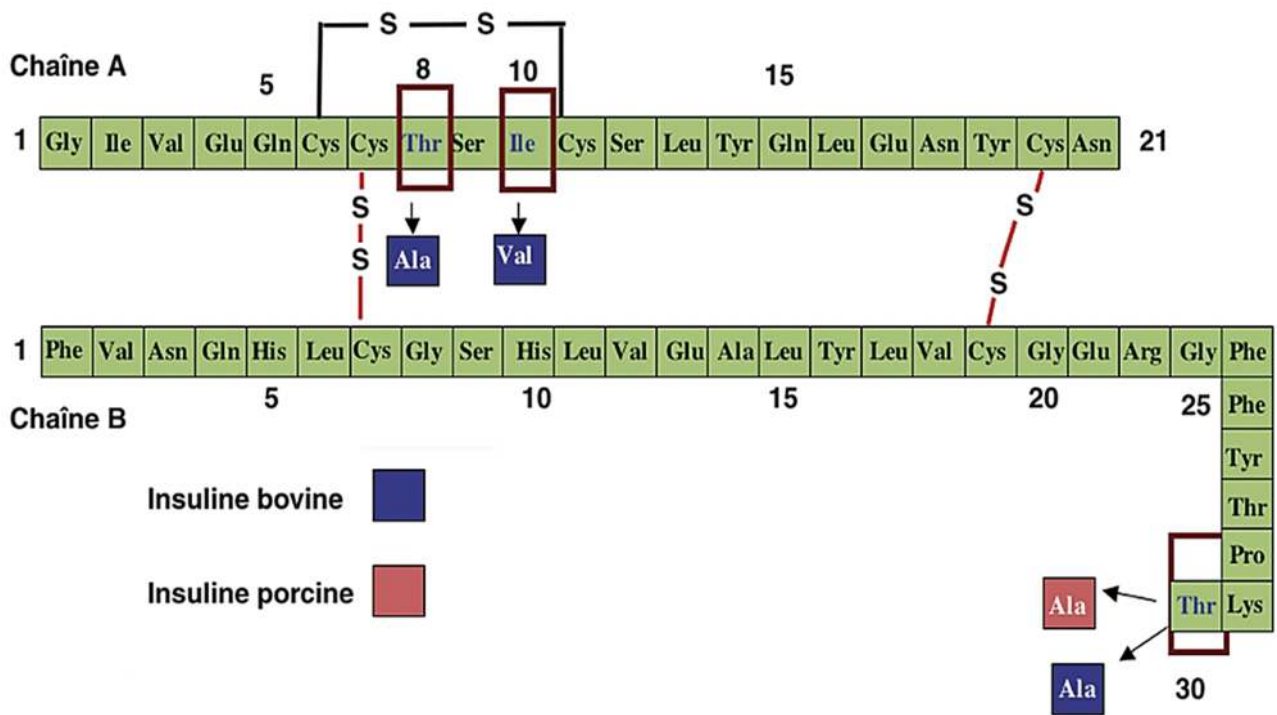 S S
Chaîne A 5 8 10 15
1 Gly Ile Val Glu Gln Cys Cys Thr Ser Ile Cys Ser Leu Tyr Gln Leu Glu Asn Tyr Cys Asn 21
S S
S Ala Val
S
1 Phe Val Asn Gln His Leu Cys Gly Ser His Leu Val Glu Ala Leu Tyr Leu Val Cys Gly Glu Arg Gly Phe
5 10 15 20 25 Phe
Chaîne B
Tyr
Insuline bovine Thr
Pro
Insuline porcine Ala Thr Lys
Ala 30